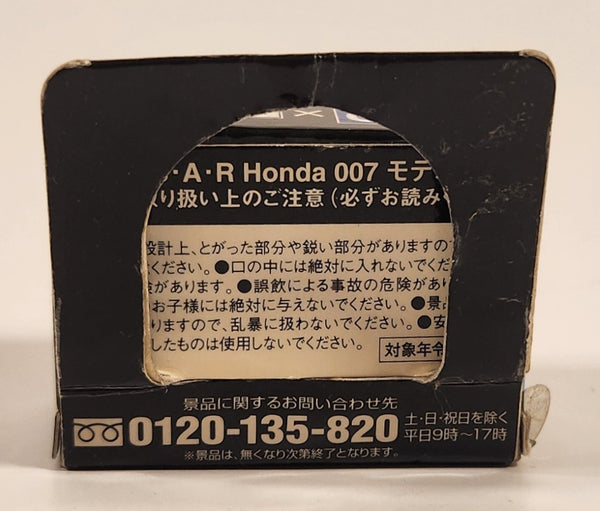 ・A・R Honda 007 モデ
り扱い上のご注意(必ずお読み
設計上、とがった部分や鋭い部分がありますの
ください。●口の中には絶対に入れないでくだ
があります。●誤飲による事故の危険があり
お子様には絶対に与えないでください。●景品
りますので、乱暴に扱わないでください。●安
したものは使用しないでください。
対象年令
景品に関するお問い合わせ先
0120-135-820
土・日・祝日を除く
平日9時〜17時
※景品は、無くなり次第終了となります。